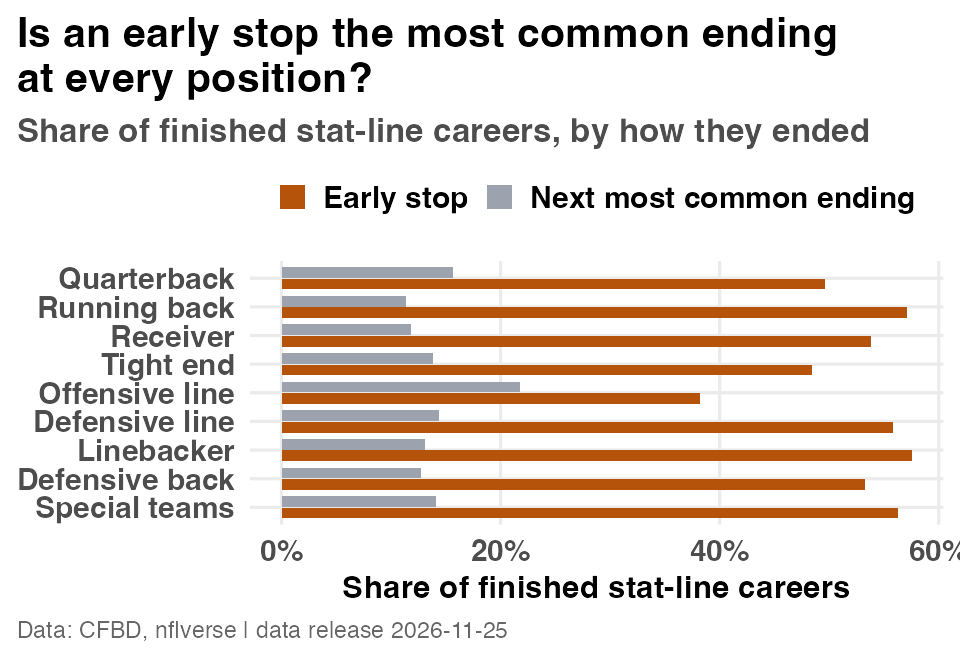 Is an early stop the most common ending
at every position?
Share of finished stat-line careers, by how they ended
Early stop Next most common ending
Quarterback
Running back
Receiver
Tight end
Offensive line
Defensive line
Linebacker
Defensive back
Special teams
0% 20% 40% 60%
Share of finished stat-line careers
Data: CFBD, nflverse | data release 2026-11-25